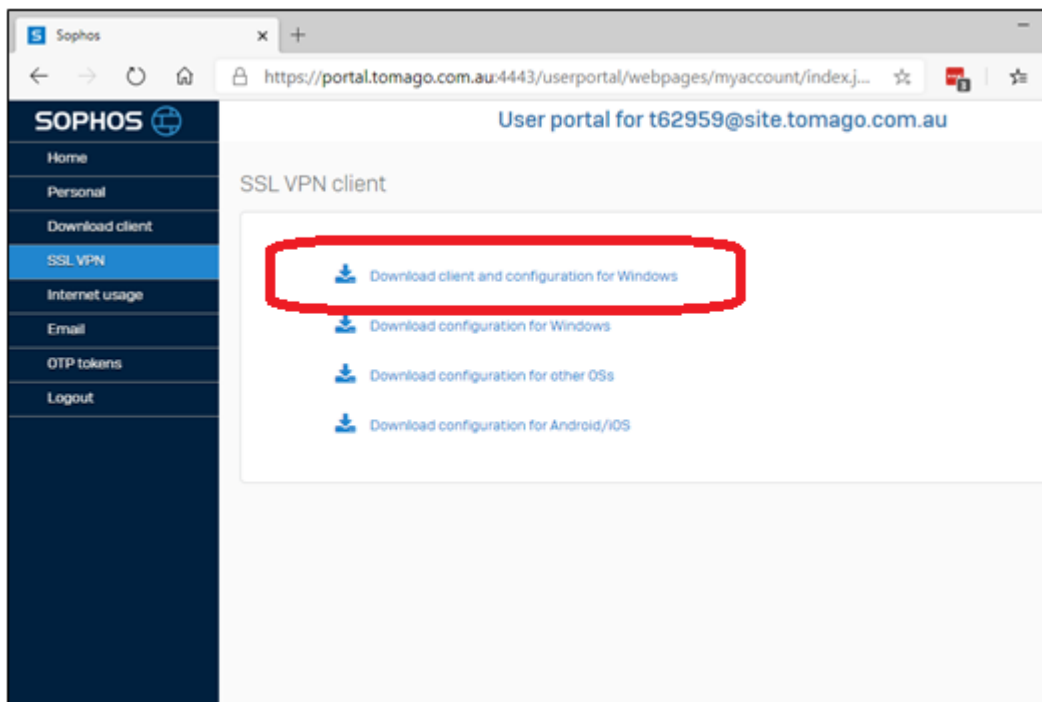 Sophos
https://portal.tomago.com.au:4443/userportal/webpages/myaccount/index.j...
SOPHOS
User portal for t62959@site.tomago.com.au
Home
Personal
Download client
SSL VPN
Internet usage
Email
OTP tokens
Logout
SSL VPN client
Download client and configuration for Windows
Download configuration for Windows
Download configuration for other OSs
Download configuration for Android/iOS